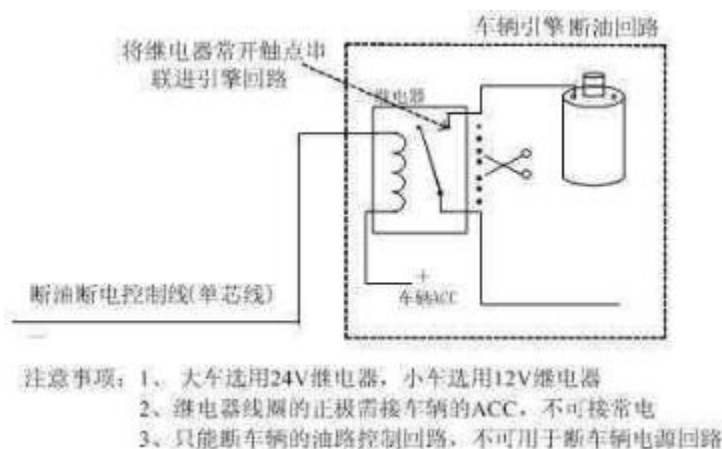 车辆引擎断油回路
将继电器常开触点串
联进引擎回路
继电器
断油断电控制线(单芯线)
+
车辆ACC
注意事项：1、 大车选用24V继电器，小车选用12V继电器
2、继电器线圈的正极需接车辆的ACC，不可接常电
3、只能断车辆的油路控制回路，不可用于断车辆电源回路